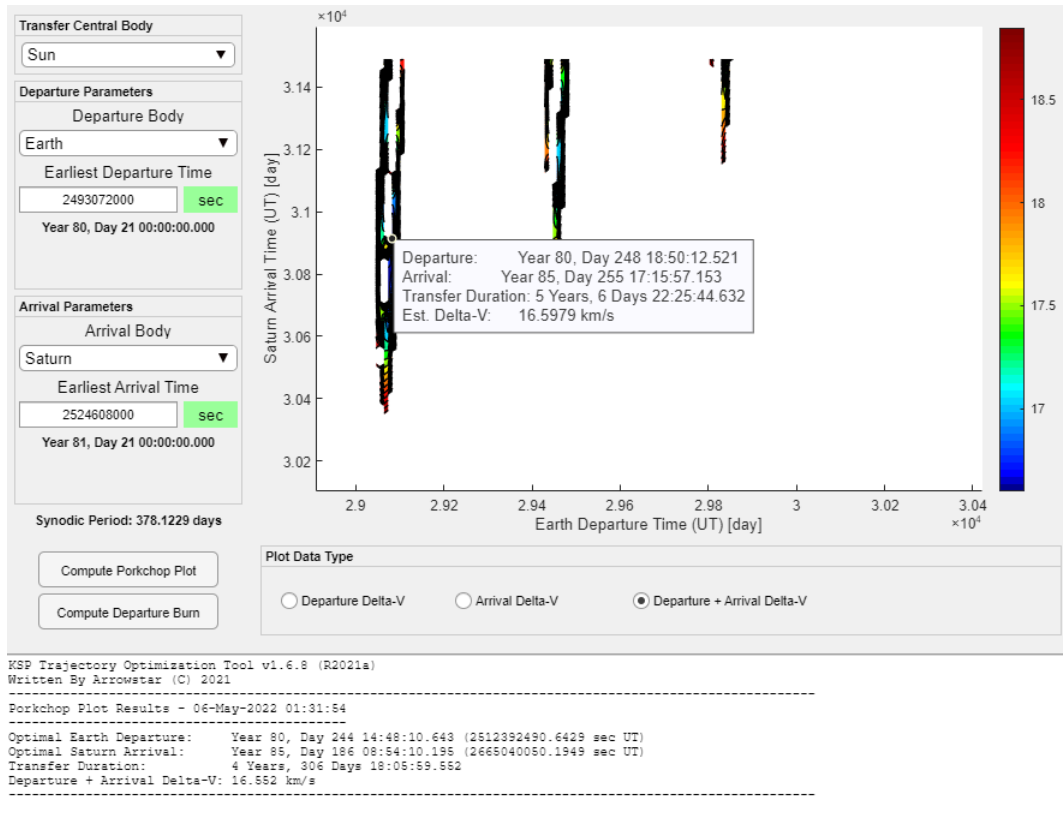 Transfer Central Body
Sun
Departure Parameters
Departure Body
Earth
Earliest Departure Time
2493072000 sec
Year 80, Day 21 00:00:00.000
Arrival Parameters
Arrival Body
Saturn
Earliest Arrival Time
2524608000 sec
Year 81, Day 21 00:00:00.000
Synodic Period: 378.1229 days
Compute Porkchop Plot
Compute Departure Burn
×10⁴
3.14
3.12
3.1
3.08
3.06
3.04
3.02
Saturn Arrival Time (UT) [day]
Departure: Year 80, Day 248 18:50:12.521
Arrival: Year 85, Day 255 17:15:57.153
Transfer Duration: 5 Years, 6 Days 22:25:44.632
Est. Delta-V: 16.5979 km/s
2.9 2.92 2.94 2.96 2.98 3 3.02 3.04
Earth Departure Time (UT) [day]
×10⁴
18.5
18
17.5
17
Plot Data Type
Departure Delta-V Arrival Delta-V Departure + Arrival Delta-V
KSP Trajectory Optimization Tool v1.6.8 (R2021a)
Written By Arrowstar (C) 2021
Porkchop Plot Results - 06-May-2022 01:31:54
Optimal Earth Departure: Year 80, Day 244 14:48:10.643 (2512392490.6429 sec UT)
Optimal Saturn Arrival: Year 85, Day 186 08:54:10.195 (2665040050.1949 sec UT)
Transfer Duration: 4 Years, 306 Days 18:05:59.552
Departure + Arrival Delta-V: 16.552 km/s